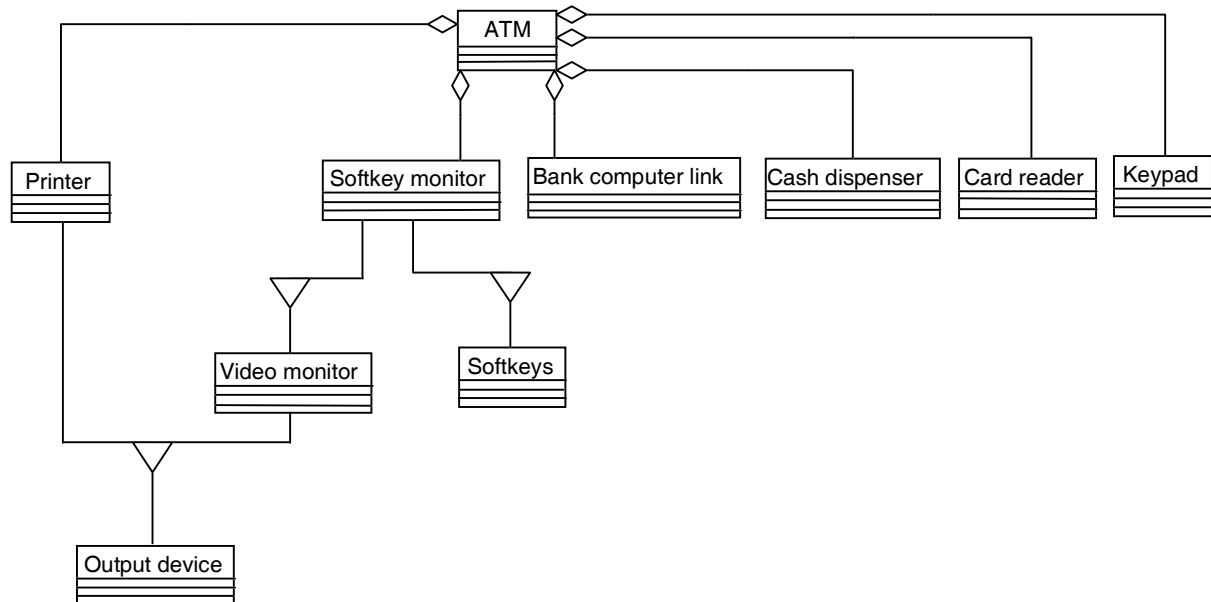 ATM
Printer
Softkey monitor
Bank computer link
Cash dispenser
Card reader
Keypad
Video monitor
Softkeys
Output device